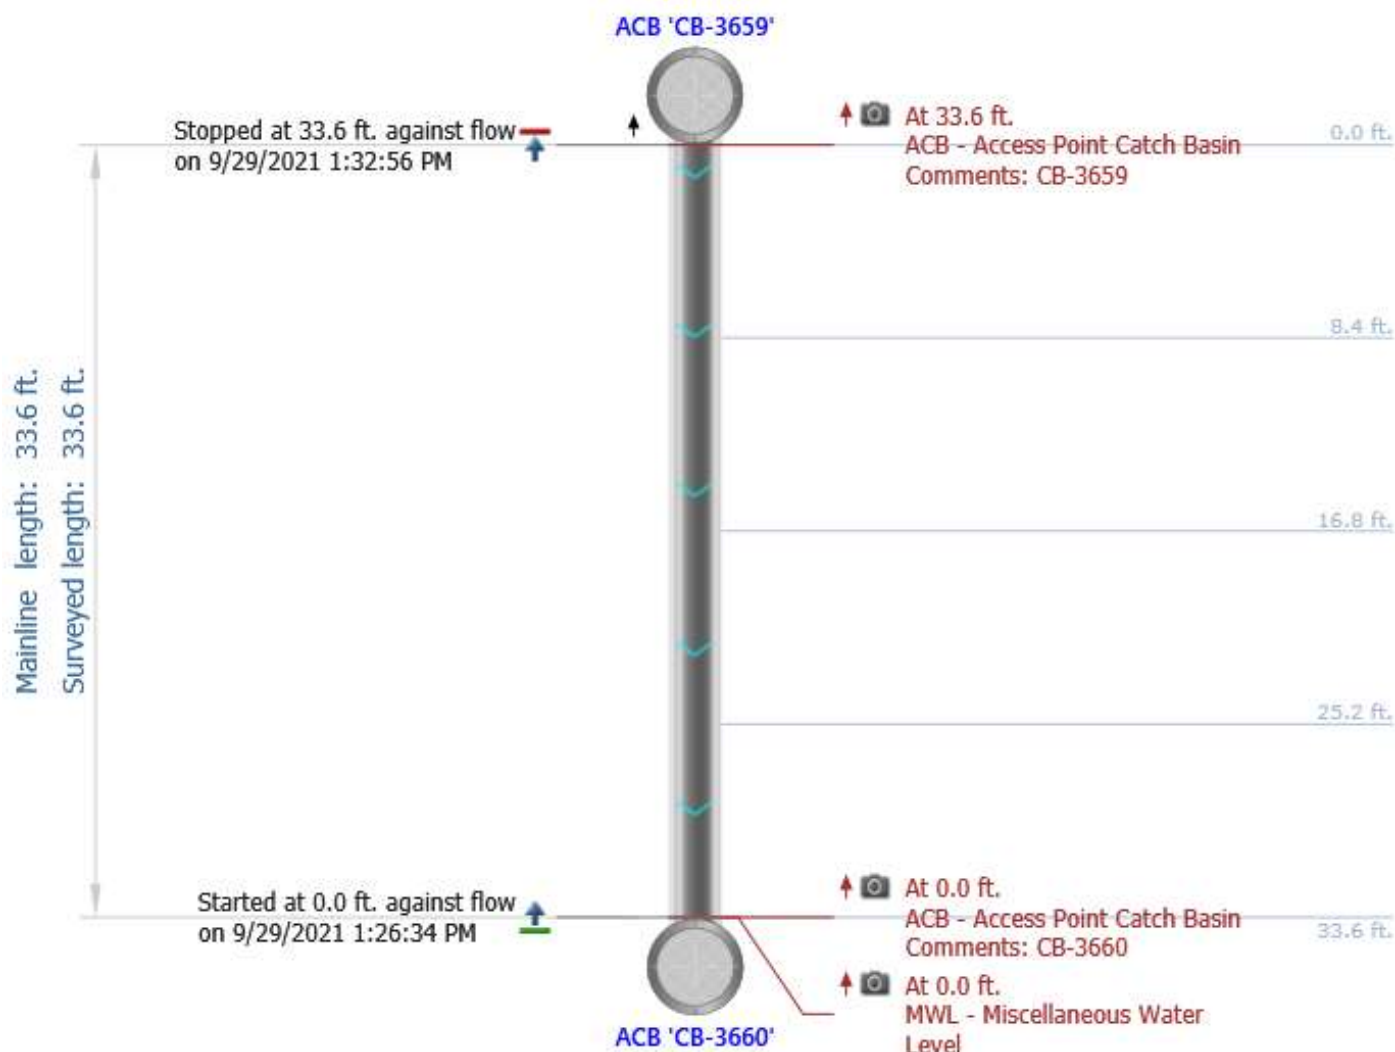 ACB 'CB-3659'
Stopped at 33.6 ft. against flow
on 9/29/2021 1:32:56 PM
At 33.6 ft.
ACB - Access Point Catch Basin
Comments: CB-3659
0.0 ft.
8.4 ft.
16.8 ft.
25.2 ft.
Mainline length: 33.6 ft.
Surveyed length: 33.6 ft.
Started at 0.0 ft. against flow
on 9/29/2021 1:26:34 PM
At 0.0 ft.
ACB - Access Point Catch Basin
Comments: CB-3660
33.6 ft.
At 0.0 ft.
MWL - Miscellaneous Water
Level
ACB 'CB-3660'